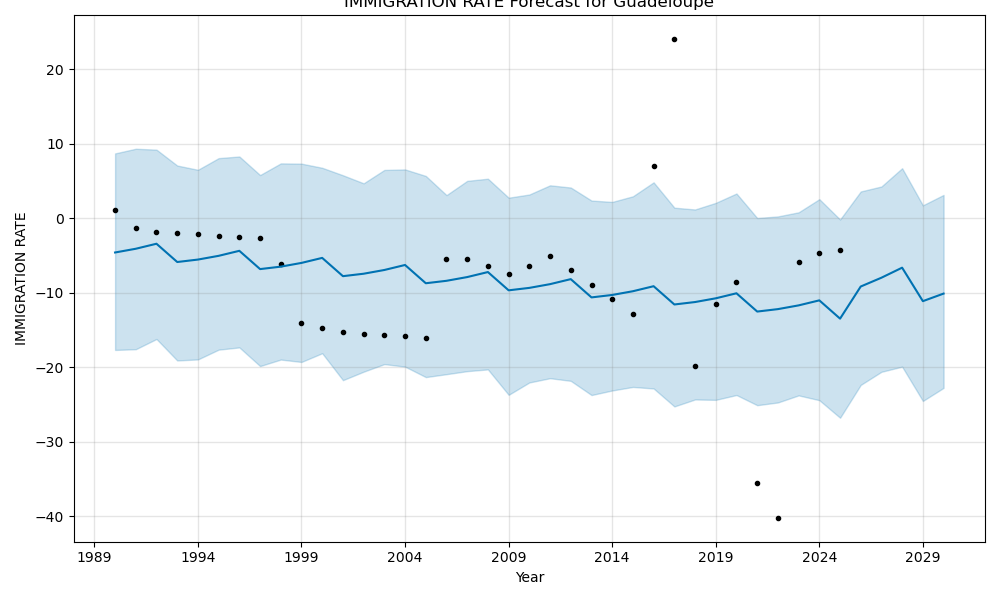 IMMIGRATION RATE Forecast for Guadeloupe
20
10
0
−10
−20
−30
−40
IMMIGRATION RATE
1989 1994 1999 2004 2009 2014 2019 2024 2029
Year